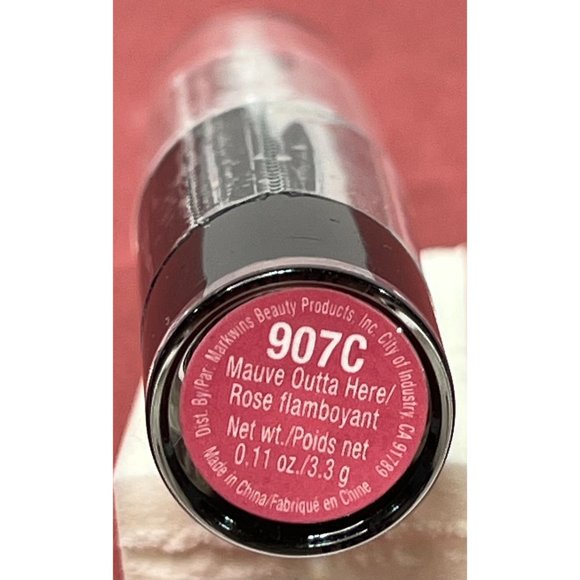 Dist. By/Par. Markwins Beauty Products, Inc. City of Industry, CA 91789
907C
Mauve Outta Here/
Rose flamboyant
Net wt./Poids net
0.11 oz./3.3 g
Made in China/Fabriqué en Chine